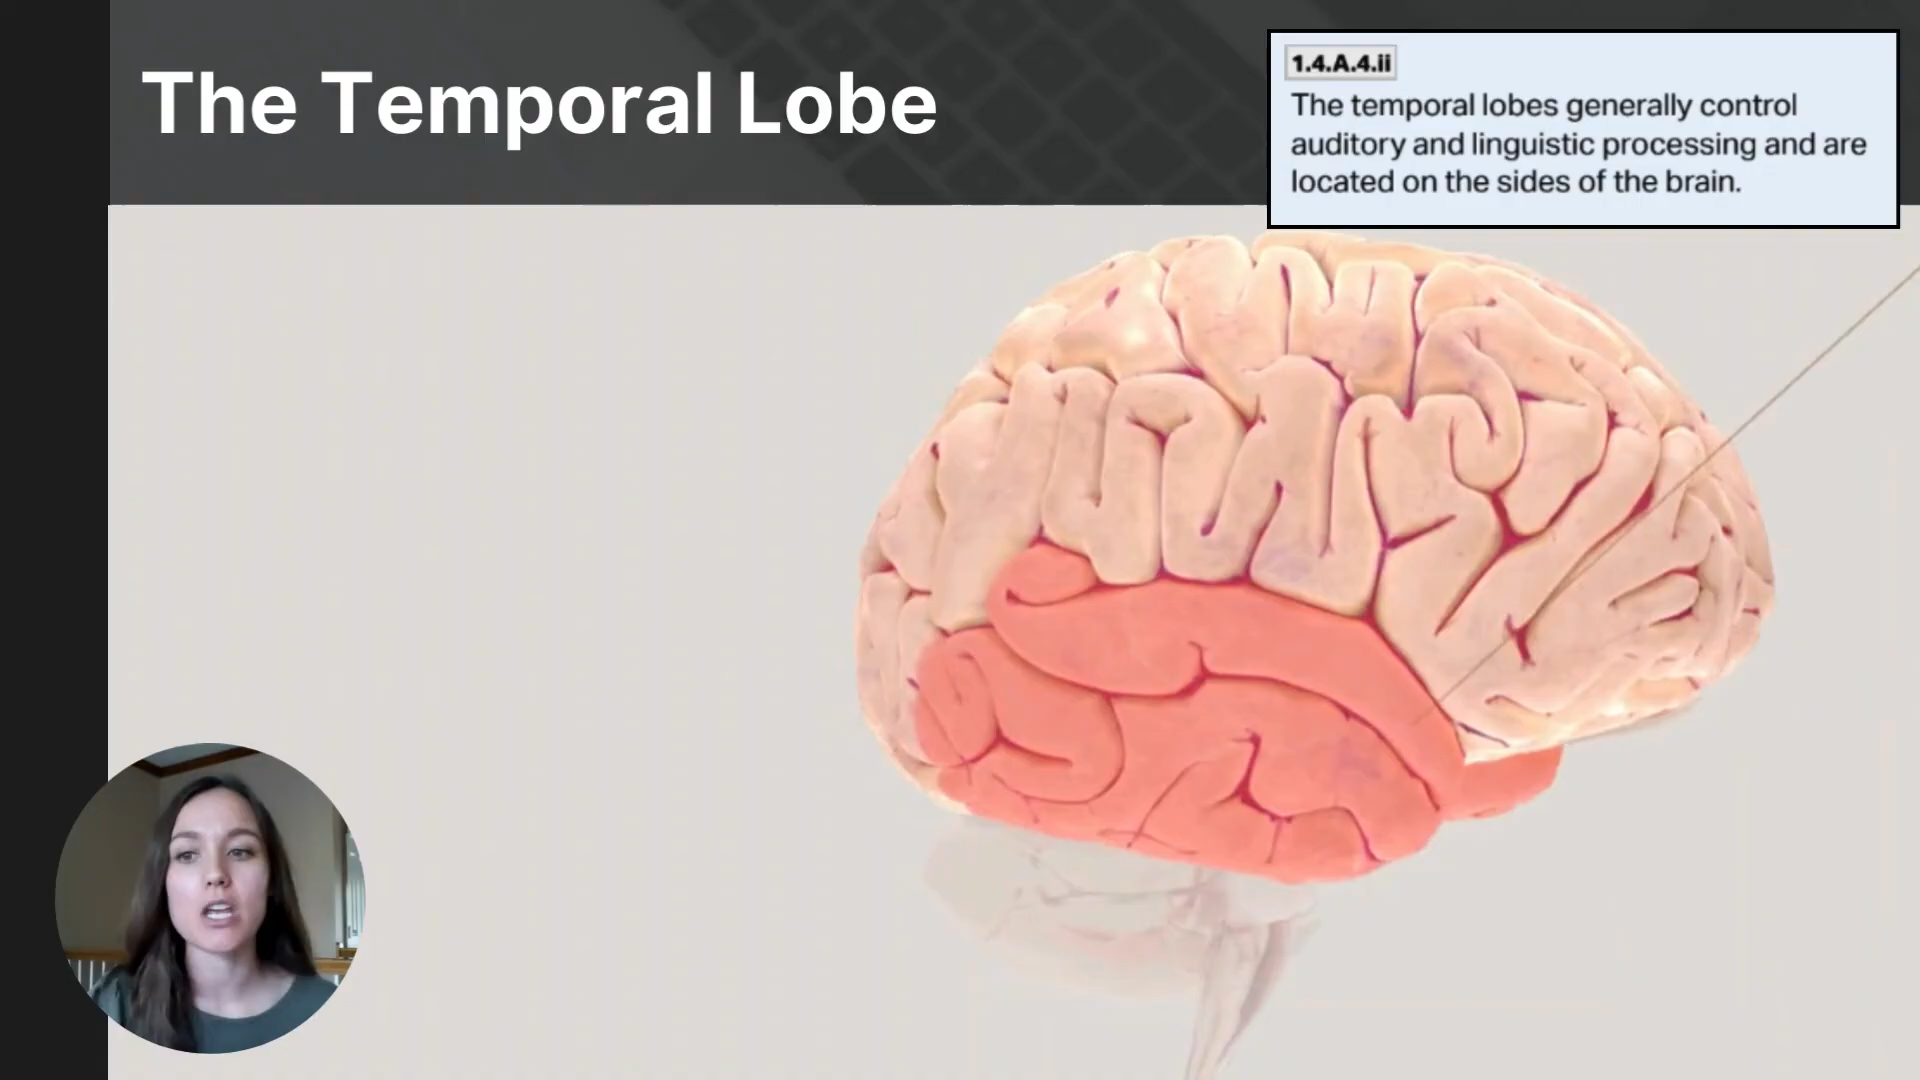 The Temporal Lobe
1.4.A.4.ii
The temporal lobes generally control
auditory and linguistic processing and are
located on the sides of the brain.